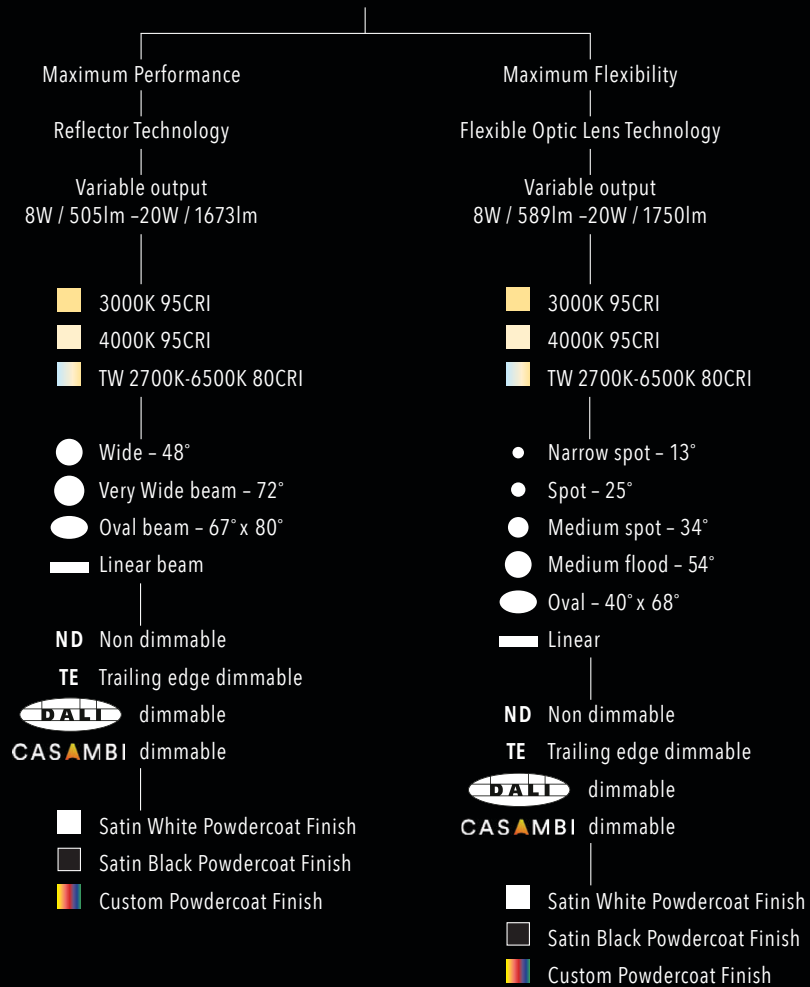 Maximum Performance
Reflector Technology
Variable output
8W / 505lm –20W / 1673lm
3000K 95CRI
4000K 95CRI
TW 2700K-6500K 80CRI
Wide – 48°
Very Wide beam – 72°
Oval beam – 67° x 80°
Linear beam
ND Non dimmable
TE Trailing edge dimmable
DALI dimmable
CASAMBI dimmable
Satin White Powdercoat Finish
Satin Black Powdercoat Finish
Custom Powdercoat Finish
Maximum Flexibility
Flexible Optic Lens Technology
Variable output
8W / 589lm –20W / 1750lm
3000K 95CRI
4000K 95CRI
TW 2700K-6500K 80CRI
Narrow spot – 13°
Spot – 25°
Medium spot – 34°
Medium flood – 54°
Oval – 40° x 68°
Linear
ND Non dimmable
TE Trailing edge dimmable
DALI dimmable
CASAMBI dimmable
Satin White Powdercoat Finish
Satin Black Powdercoat Finish
Custom Powdercoat Finish